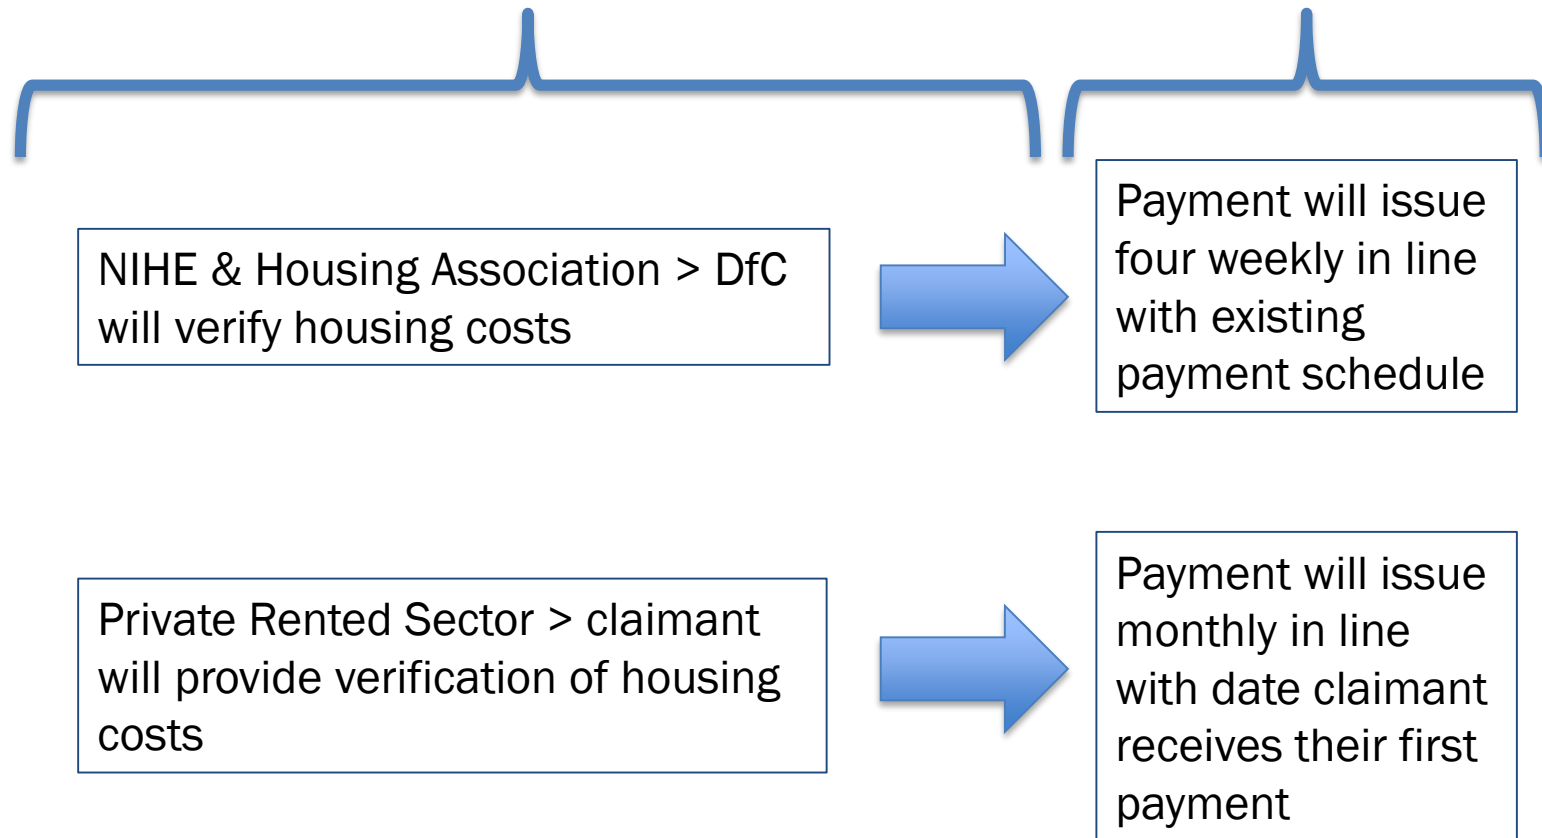 NIHE & Housing Association > DfC
will verify housing costs
Payment will issue
four weekly in line
with existing
payment schedule
Private Rented Sector > claimant
will provide verification of housing
costs
Payment will issue
monthly in line
with date claimant
receives their first
payment